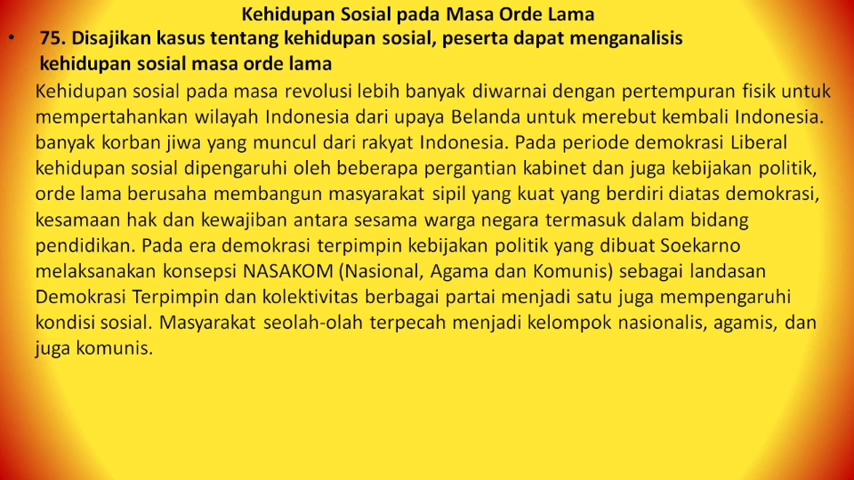 Kehidupan Sosial pada Masa Orde Lama
• 75. Disajikan kasus tentang kehidupan sosial, peserta dapat menganalisis
kehidupan sosial masa orde lama
Kehidupan sosial pada masa revolusi lebih banyak diwarnai dengan pertempuran fisik untuk
mempertahankan wilayah Indonesia dari upaya Belanda untuk merebut kembali Indonesia.
banyak korban jiwa yang muncul dari rakyat Indonesia. Pada periode demokrasi Liberal
kehidupan sosial dipengaruhi oleh beberapa pergantian kabinet dan juga kebijakan politik,
orde lama berusaha membangun masyarakat sipil yang kuat yang berdiri diatas demokrasi,
kesamaan hak dan kewajiban antara sesama warga negara termasuk dalam bidang
pendidikan. Pada era demokrasi terpimpin kebijakan politik yang dibuat Soekarno
melaksanakan konsepsi NASAKOM (Nasional, Agama dan Komunis) sebagai landasan
Demokrasi Terpimpin dan kolektivitas berbagai partai menjadi satu juga mempengaruhi
kondisi sosial. Masyarakat seolah-olah terpecah menjadi kelompok nasionalis, agamis, dan
juga komunis.